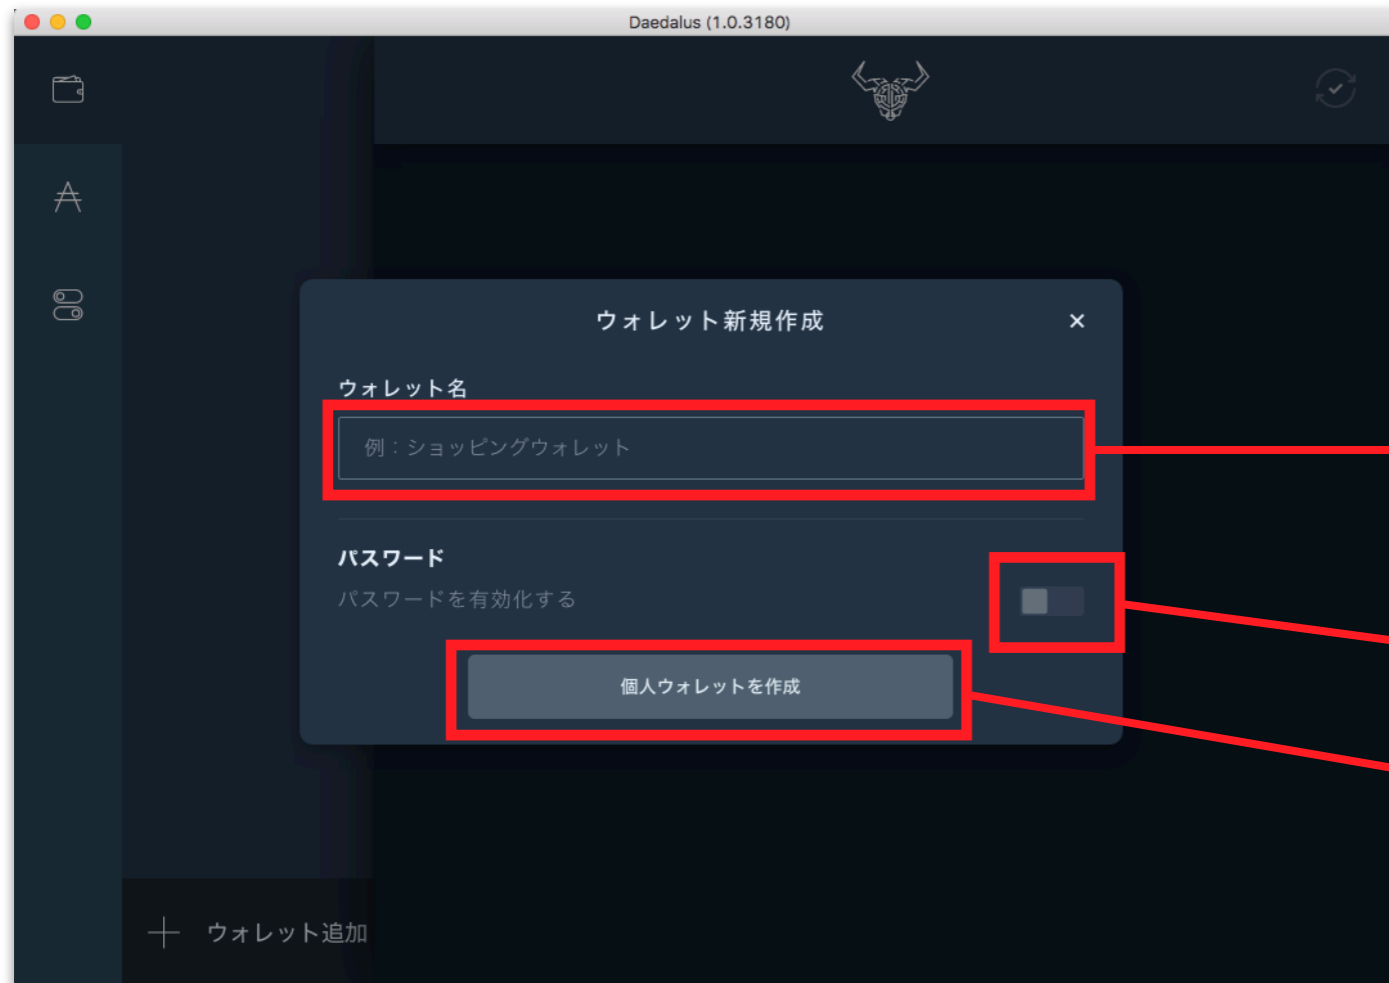 Daedalus (1.0.3180)
ウォレット新規作成
ウォレット名
例：ショッピングウォレット
パスワード
パスワードを有効化する
個人ウォレットを作成
ウォレット追加